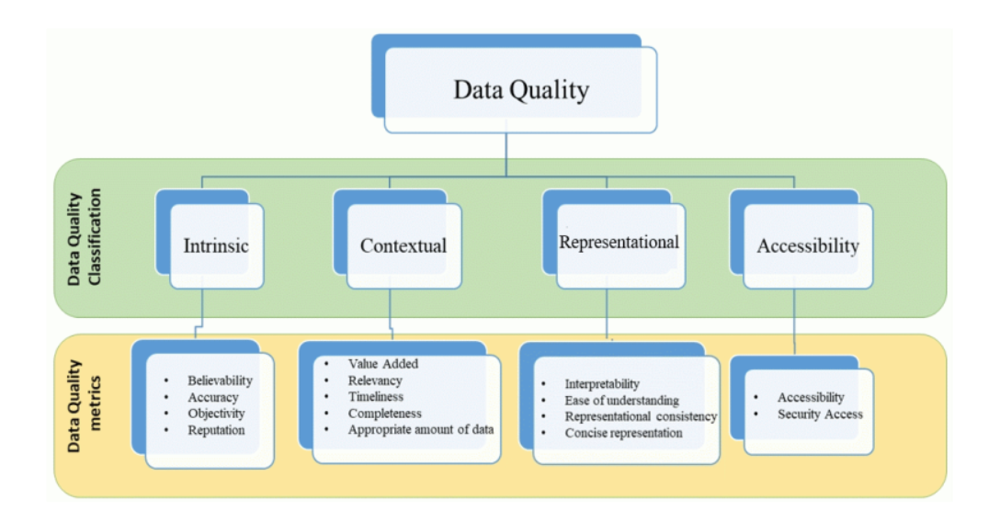 Data Quality
Data Quality
Classification
Intrinsic
Contextual
Representational
Accessibility
Data Quality
metrics
• Believability
• Accuracy
• Objectivity
• Reputation
• Value Added
• Relevancy
• Timeliness
• Completeness
• Appropriate amount of data
• Interpretability
• Ease of understanding
• Representational consistency
• Concise representation
• Accessibility
• Security Access